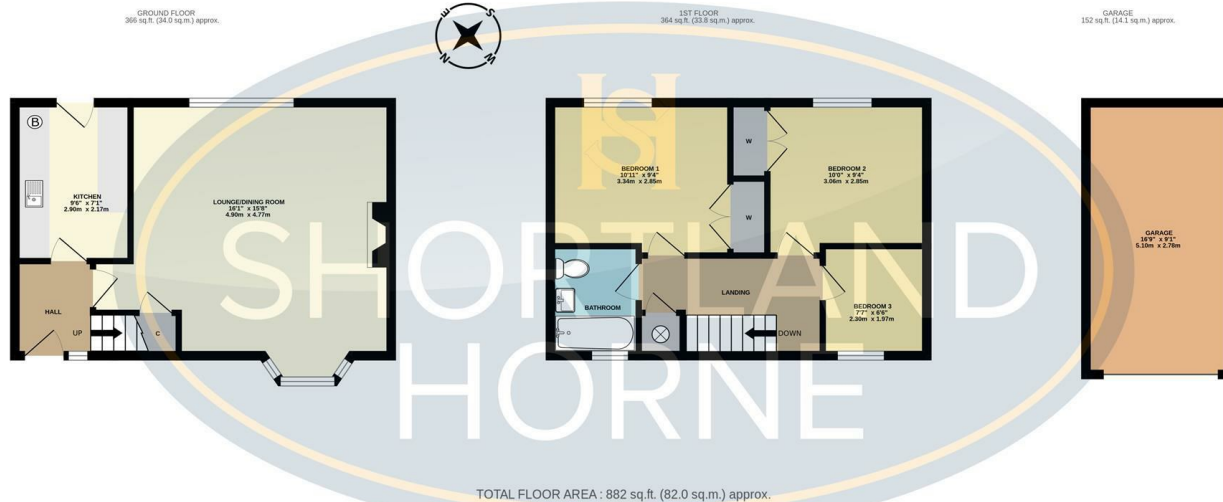 GROUND FLOOR
366 sq.ft. (34.0 sq.m.) approx.
1ST FLOOR
364 sq.ft. (33.8 sq.m.) approx.
GARAGE
152 sq.ft. (14.1 sq.m.) approx.
E
S
N
W
B
KITCHEN
9'6" x 7'1"
2.90m x 2.17m
LOUNGE/DINING ROOM
16'1" x 15'8"
4.90m x 4.77m
HALL
UP
C
BEDROOM 1
10'11" x 9'4"
3.34m x 2.85m
W
W
BEDROOM 2
10'0" x 9'4"
3.06m x 2.85m
BATHROOM
LANDING
DOWN
BEDROOM 3
7'7" x 6'6"
2.30m x 1.97m
GARAGE
16'9" x 9'1"
5.10m x 2.78m
SH
SHORTLAND
HORNE
TOTAL FLOOR AREA : 882 sq.ft. (82.0 sq.m.) approx.